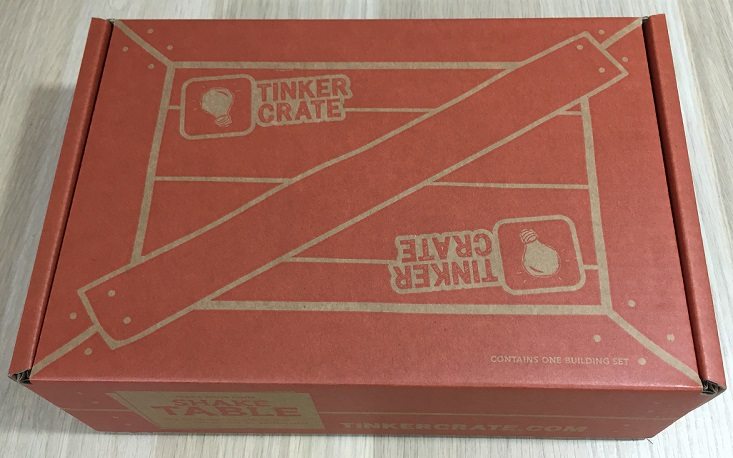 TINKER
CRATE
TINKER
CRATE
CONTAINS ONE BUILDING SET
SHAKE
TABLE
TINKERCRATE.COM